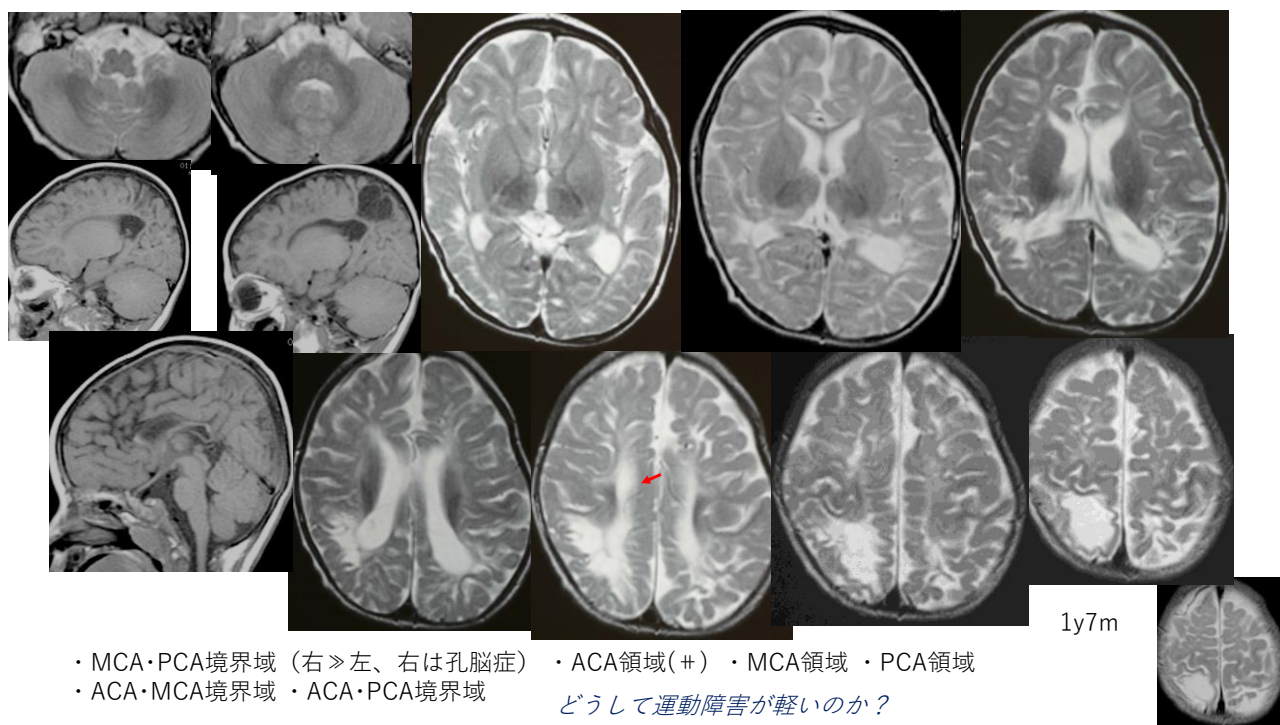 1y7m
・MCA・PCA境界域（右≫左、右は孔脳症） ・ACA領域(＋) ・MCA領域 ・PCA領域
・ACA・MCA境界域 ・ACA・PCA境界域
どうして運動障害が軽いのか？